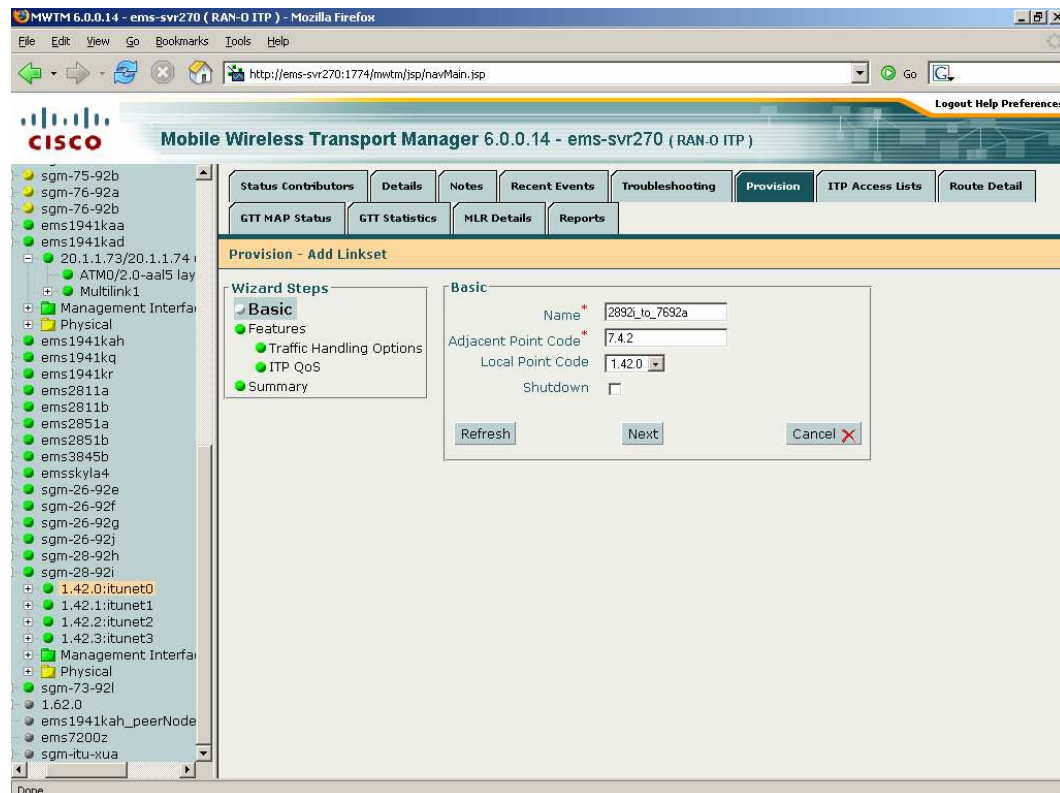 MWTM 6.0.0.14 - ems-svr270 ( RAN-O ITP ) - Mozilla Firefox
File Edit View Go Bookmarks Tools Help
http://ems-svr270:1774/mwtm/jsp/navMain.jsp
Go
G
Logout Help Preferences
CISCO
Mobile Wireless Transport Manager 6.0.0.14 - ems-svr270 ( RAN-O ITP )
sgm-75-92b
sgm-76-92a
sgm-76-92b
ems1941kaa
ems1941kad
20.1.1.73/20.1.1.74
ATM0/2.0-aal5 lay
Multilink1
Management Interfa
Physical
ems1941kah
ems1941kq
ems1941kr
ems2811a
ems2811b
ems2851a
ems2851b
ems3845b
emsskyla4
sgm-26-92e
sgm-26-92f
sgm-26-92g
sgm-26-92j
sgm-28-92h
sgm-28-92i
1.42.0:itunet0
1.42.1:itunet1
1.42.2:itunet2
1.42.3:itunet3
Management Interfa
Physical
sgm-73-92l
1.62.0
ems1941kah_peerNode
ems7200z
sgm-itu-xua
Status Contributors Details Notes Recent Events Troubleshooting Provision ITP Access Lists Route Detail
GTT MAP Status GTT Statistics MLR Details Reports
Provision - Add Linkset
Wizard Steps
Basic
Features
Traffic Handling Options
ITP QoS
Summary
Basic
Name* 2892i_to_7692a
Adjacent Point Code* 7.4.2
Local Point Code 1.42.0
Shutdown
Refresh Next Cancel
Done